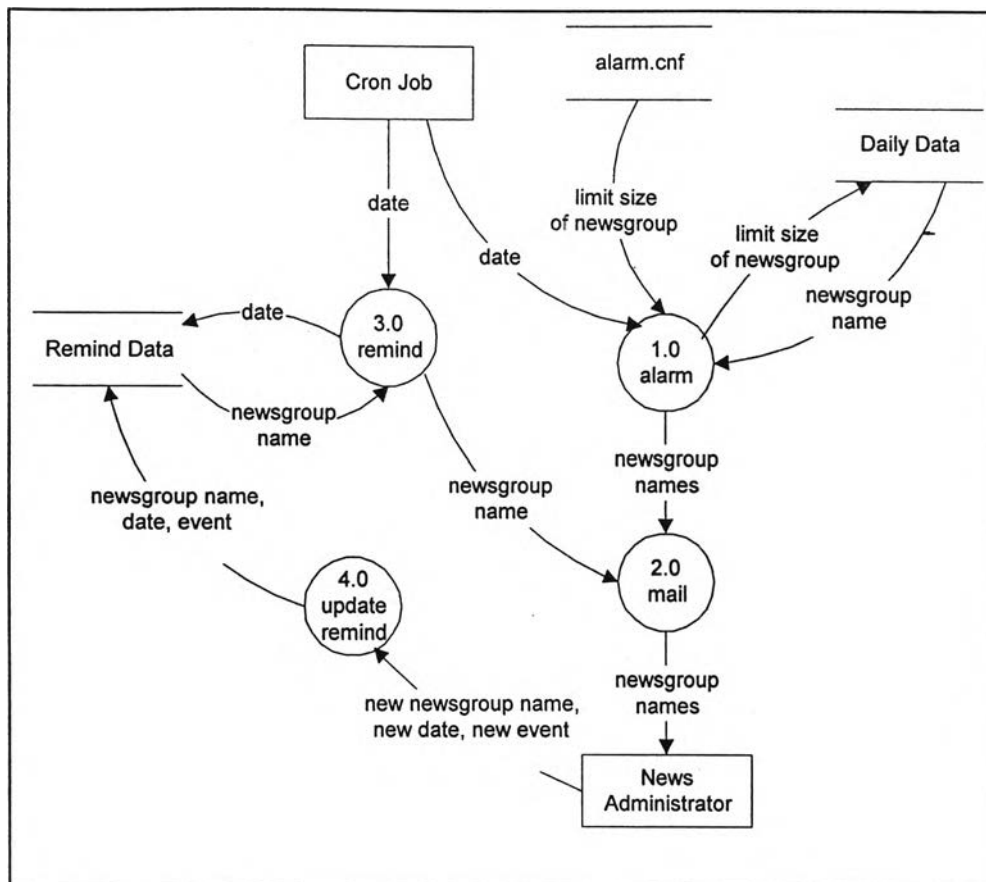 Cron Job
alarm.cnf
Daily Data
date
limit size
of newsgroup
date
limit size
of newsgroup
newsgroup
name
date
3.0
remind
1.0
alarm
Remind Data
newsgroup
name
newsgroup
names
newsgroup
name
newsgroup name,
date, event
4.0
update
remind
2.0
mail
new newsgroup name,
new date, new event
newsgroup
names
News
Administrator